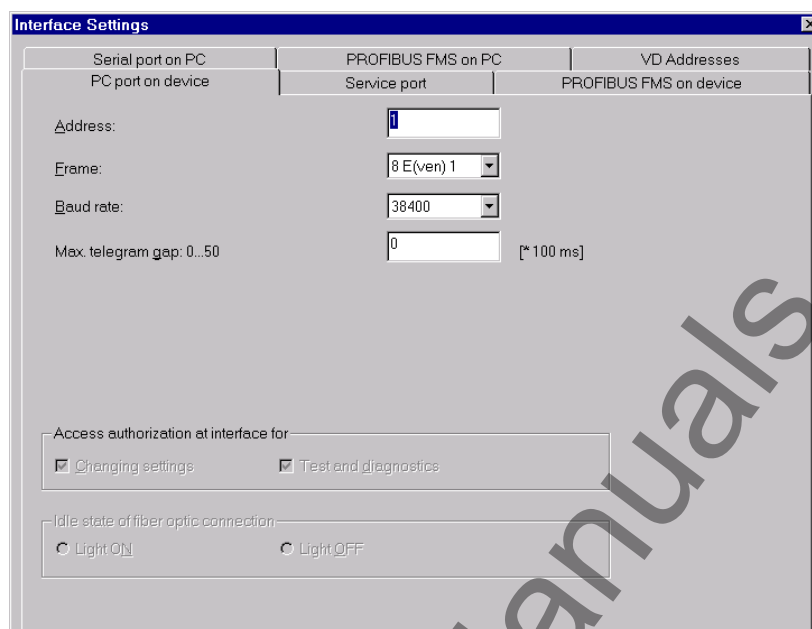 Interface Settings
Serial port on PC PROFIBUS FMS on PC VD Addresses
PC port on device Service port PROFIBUS FMS on device
Address: 1
Frame: 8 E(ven) 1
Baud rate: 38400
Max. telegram gap: 0...50 0 [* 100 ms]
Access authorization at interface for
Changing settings Test and diagnostics
Idle state of fiber optic connection
Light ON Light OFF
anuals